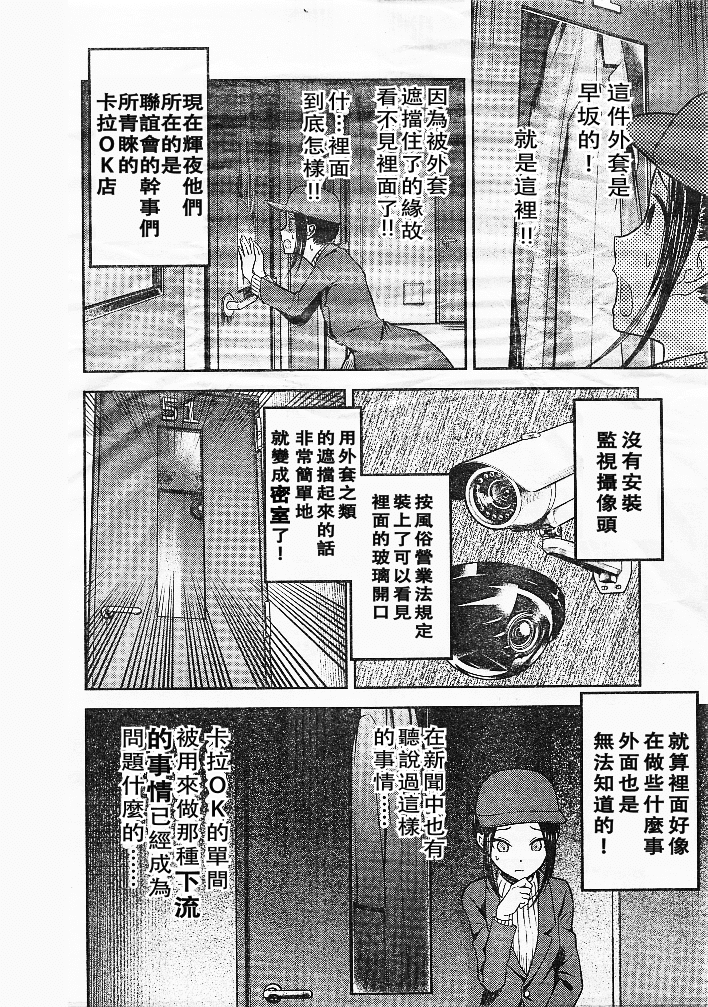 這件外套是
早坂的！
就是這裡！！
因為被外套
遮擋住了的緣故
看不見裡面了！！
什…裡面
到底怎樣！！
現在輝夜他們
所在的是
聯誼會的幹事們
所青睞的
卡拉OK店
沒有安裝
監視攝像頭
按風俗營業法規定
裝上了可以看見
裡面的玻璃開口
用外套之類
的遮擋起來的話
非常簡單地
就變成密室了！
51
就算裡面好像
在做些什麼事
外面也是
無法知道的！
在新聞中也有
聽說過這樣
的事情……
卡拉OK的單間
被用來做那種下流
的事情已經成為
問題什麼的……